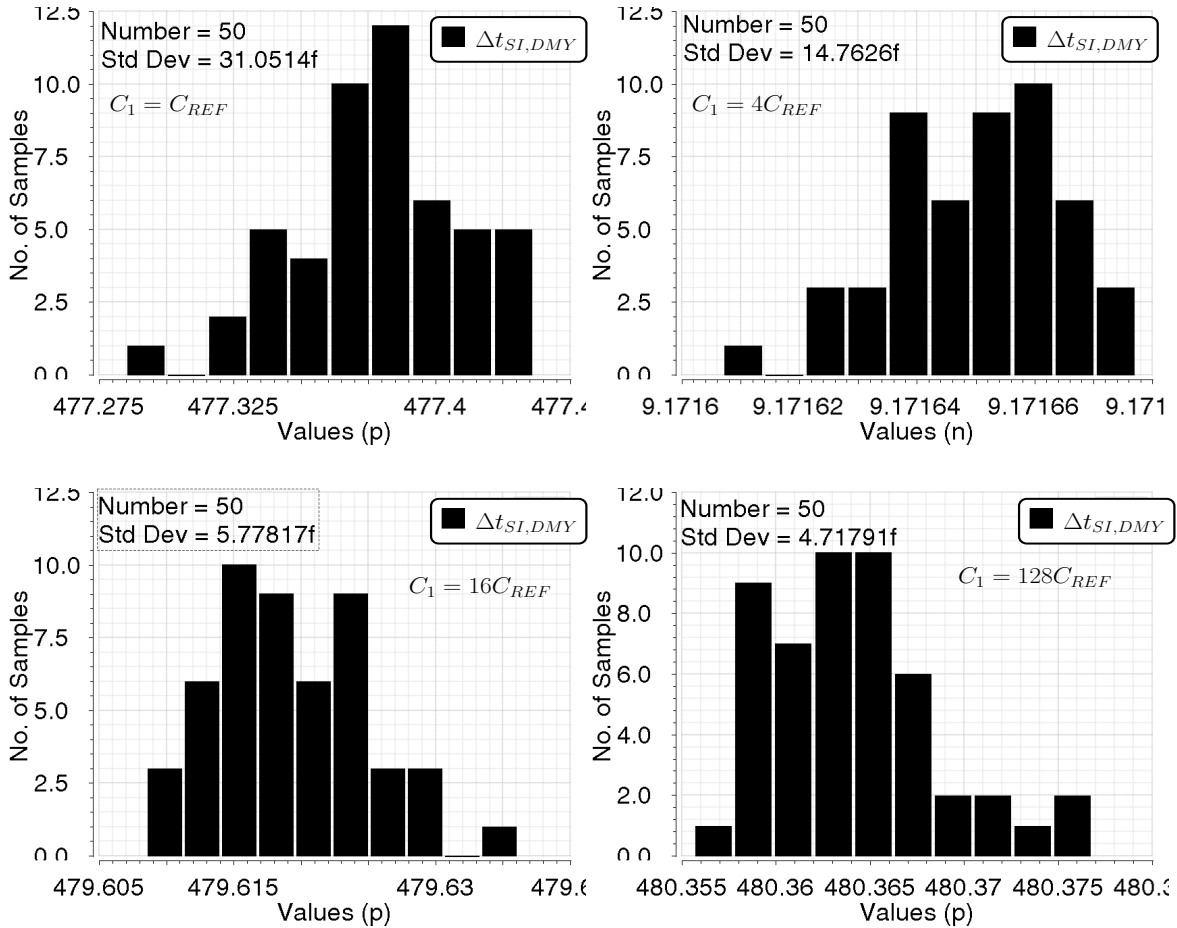 12.5
Number = 50
Std Dev = 31.0514f
Δt_{SI,DMY}
C_1 = C_{REF}
10.0
7.5
5.0
2.5
0.0
No. of Samples
477.275 477.325 477.4 477.4
Values (p)
12.5
Number = 50
Std Dev = 14.7626f
Δt_{SI,DMY}
C_1 = 4C_{REF}
10.0
7.5
5.0
2.5
0.0
No. of Samples
9.1716 9.17162 9.17164 9.17166 9.171
Values (n)
12.5
Number = 50
Std Dev = 5.77817f
Δt_{SI,DMY}
C_1 = 16C_{REF}
10.0
7.5
5.0
2.5
0.0
No. of Samples
479.605 479.615 479.63
Values (p)
12.0
Number = 50
Std Dev = 4.71791f
Δt_{SI,DMY}
C_1 = 128C_{REF}
10.0
8.0
6.0
4.0
2.0
0.0
No. of Samples
480.355 480.36 480.365 480.37 480.375
Values (p)